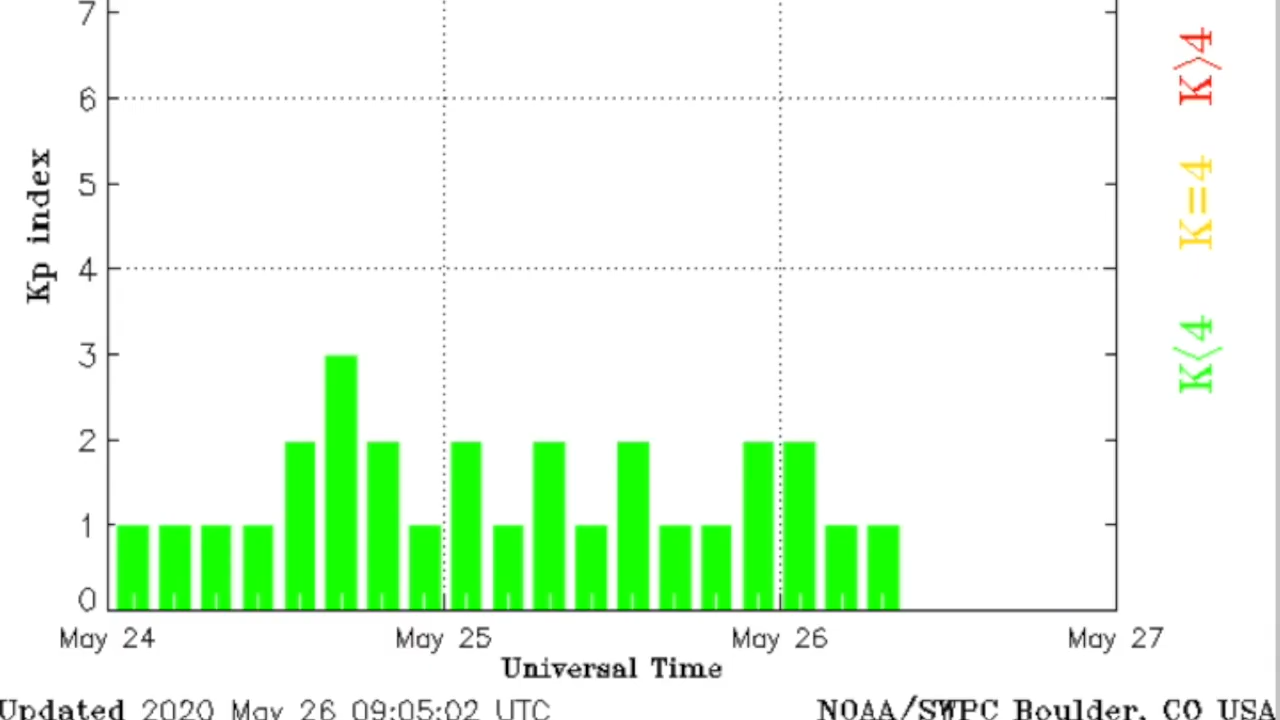 7
K>4
6
Kp index
5
K=4
4
K<4
3
2
1
0
May 24 May 25 May 26 May 27
Universal Time
Updated 2020 May 26 09:05:02 UTC NOAA/SWPC Boulder, CO USA